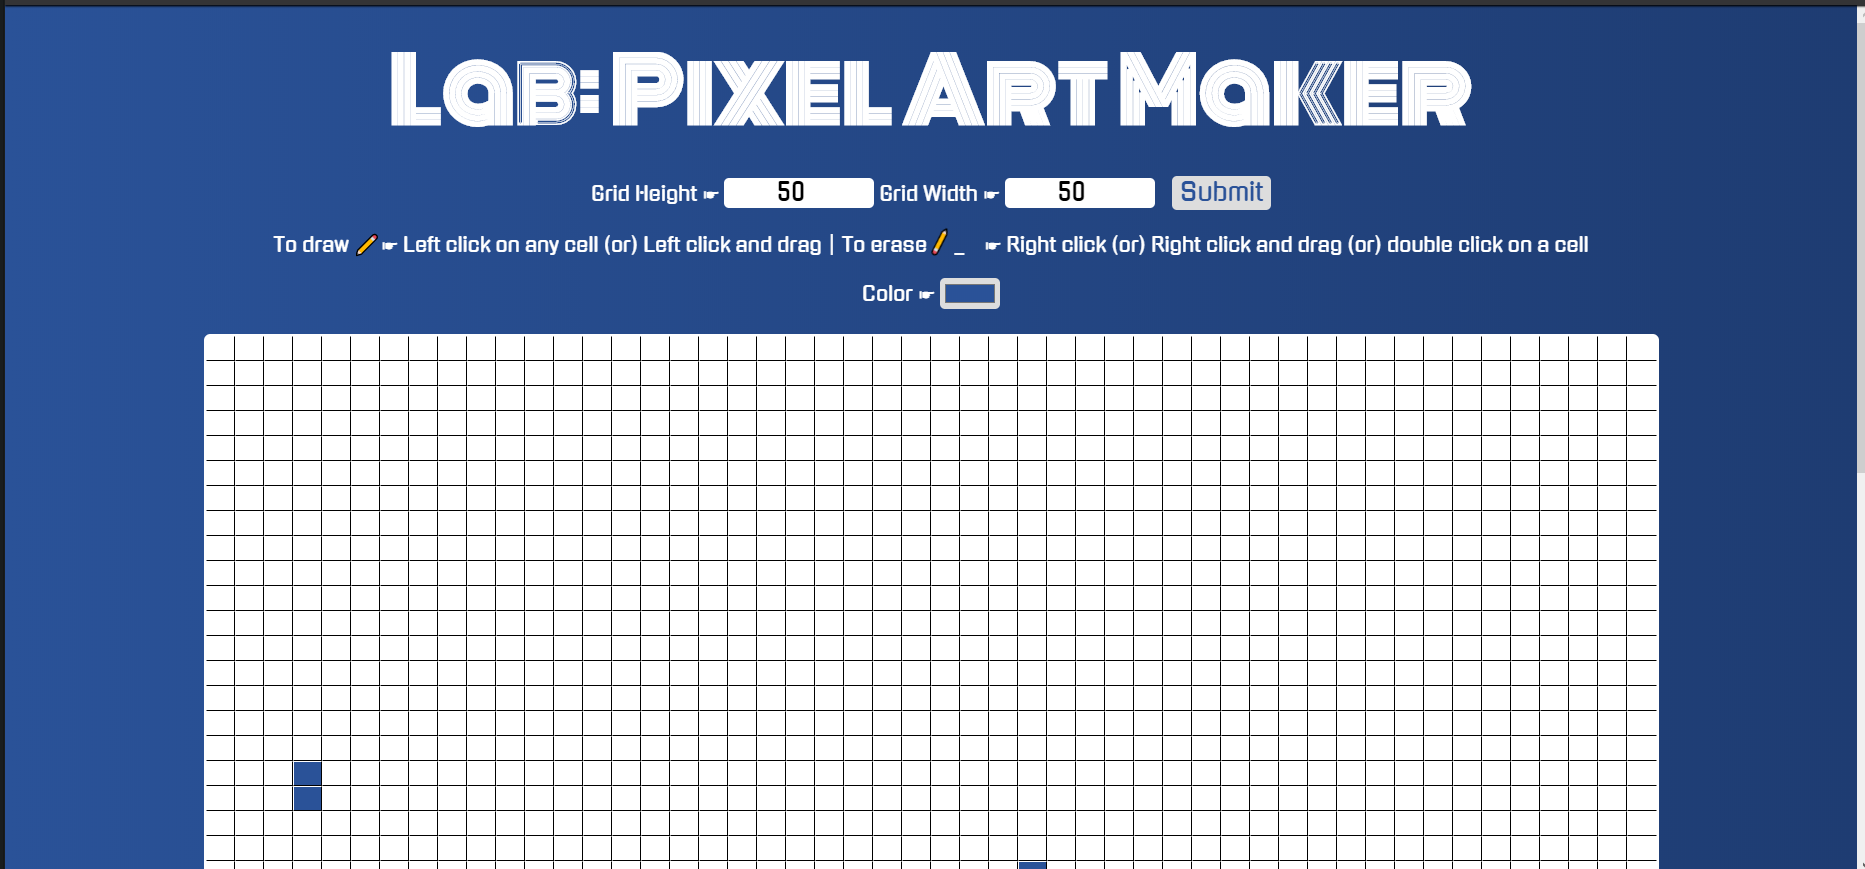 Lab: Pixel Art Maker
Grid Height ☛ 50 Grid Width ☛ 50 Submit
To draw ✏️ ☛ Left click on any cell (or) Left click and drag | To erase ✏️ _ ☛ Right click (or) Right click and drag (or) double click on a cell
Color ☛